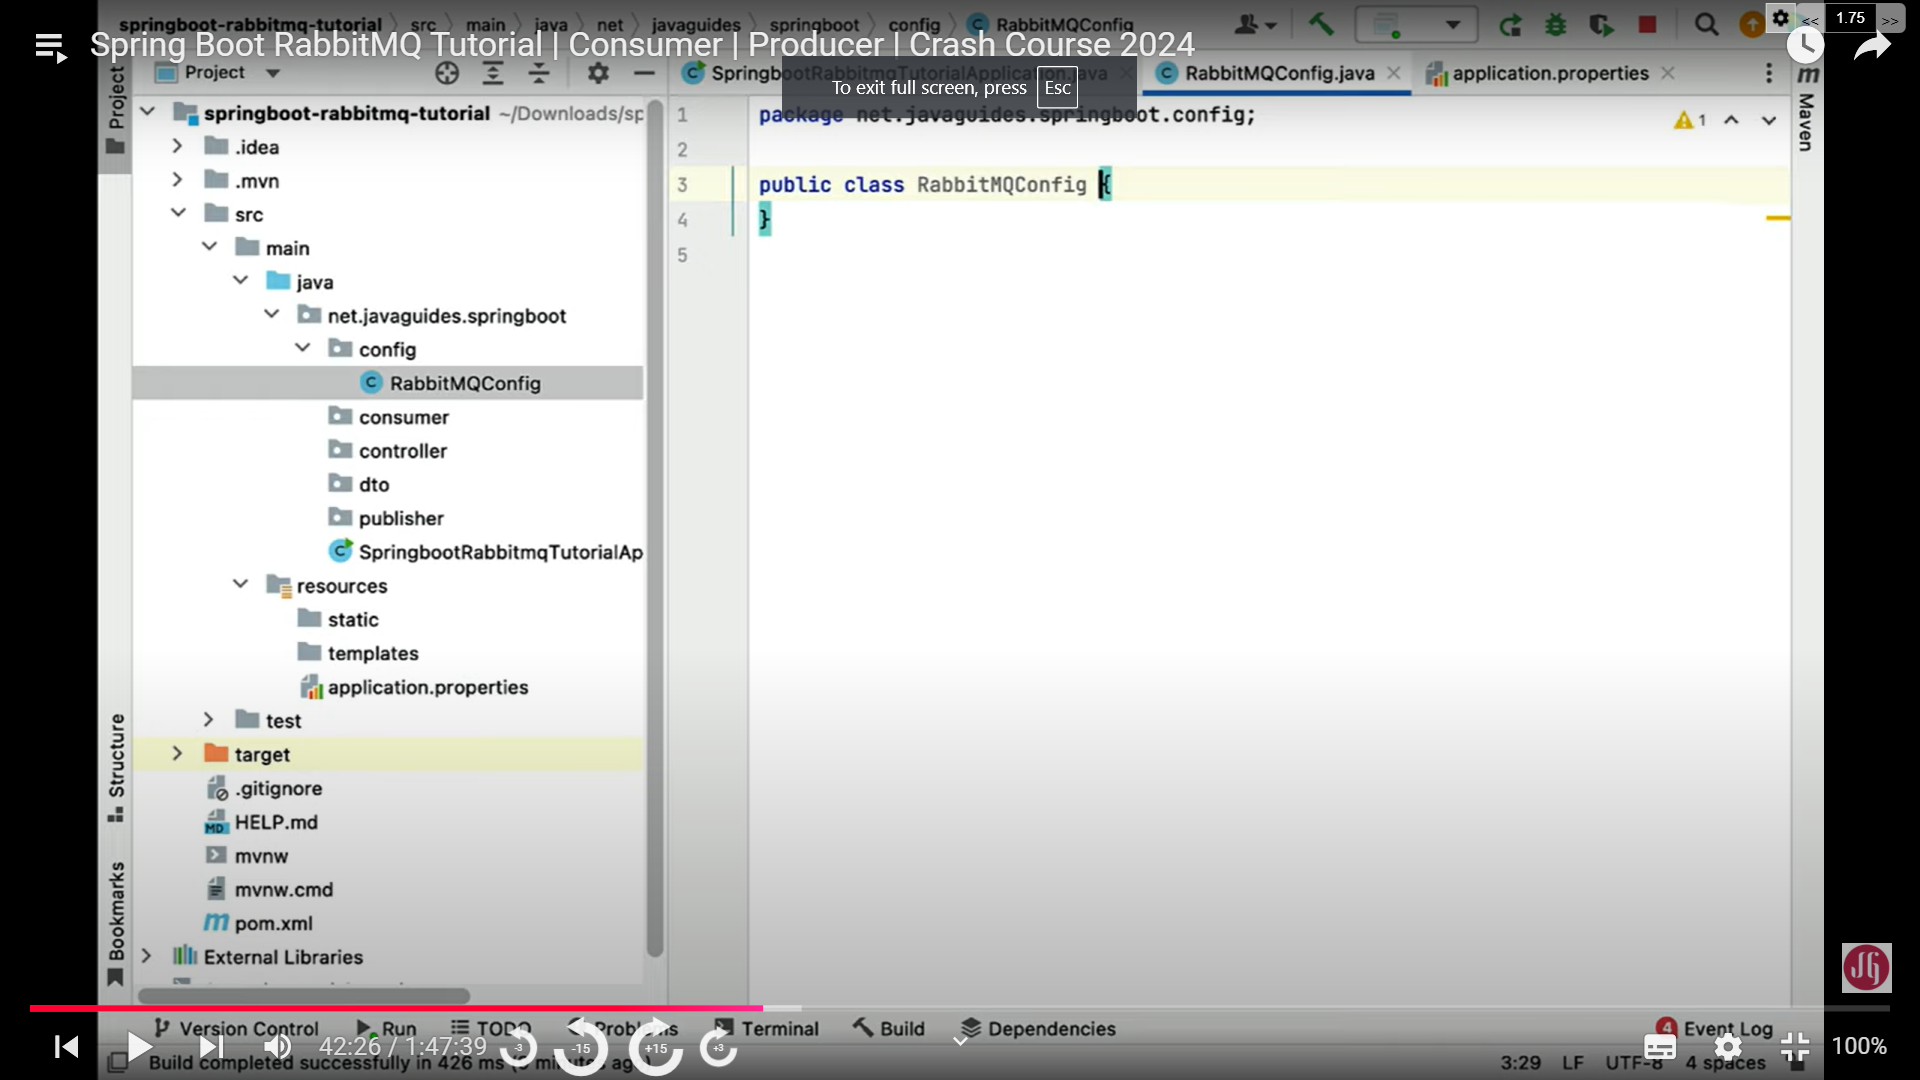 springboot-rabbitmq-tutorial src main java net javaguides springboot config RabbitMQConfig
1.75
Spring Boot RabbitMQ Tutorial | Consumer | Producer | Crash Course 2024
Project
SpringbootRabbitmqTutorialApplication.java
RabbitMQConfig.java
application.properties
To exit full screen, press Esc
Project
Structure
Bookmarks
springboot-rabbitmq-tutorial ~/Downloads/sp
.idea
.mvn
src
main
java
net.javaguides.springboot
config
RabbitMQConfig
consumer
controller
dto
publisher
SpringbootRabbitmqTutorialAp
resources
static
templates
application.properties
test
target
.gitignore
HELP.md
mvnw
mvnw.cmd
pom.xml
External Libraries
1 package net.javaguides.springboot.config;
2
3 public class RabbitMQConfig {
4 }
5
1
Maven
Version Control Run TODO Problems Terminal Build Dependencies
4 Event Log
42:26 / 1:47:39
-3 -15 +15 +3
100%
Build completed successfully in 426 ms
3:29 LF UTF-8 4 spaces